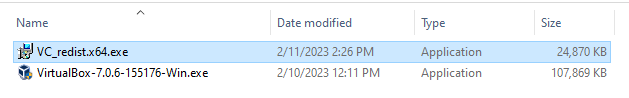 Name Date modified Type Size
VC_redist.x64.exe 2/11/2023 2:26 PM Application 24,870 KB
VirtualBox-7.0.6-155176-Win.exe 2/10/2023 12:11 PM Application 107,869 KB